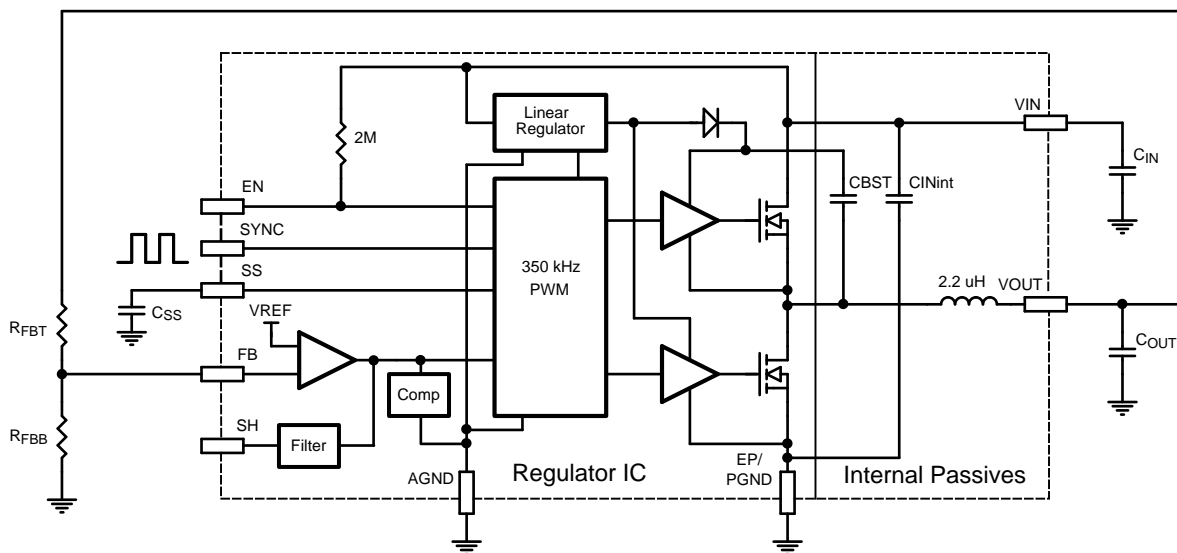 VIN
Linear
Regulator
2M
CIN
CBST
CINint
EN
SYNC
350 kHz
PWM
SS
2.2 uH
VOUT
CSS
VREF
RFBT
COUT
FB
Comp
RFBB
SH
Filter
AGND
Regulator IC
EP/
PGND
Internal Passives